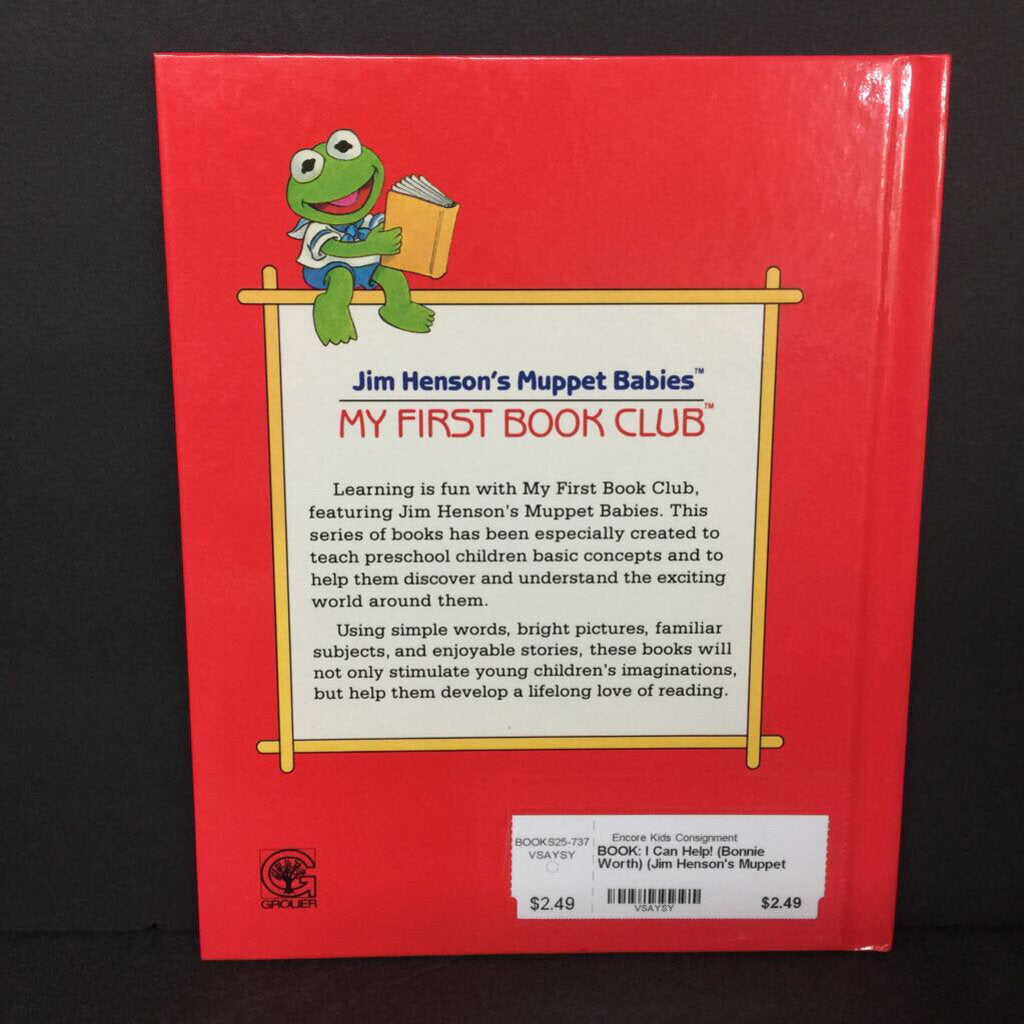 Jim Henson's Muppet Babies™
MY FIRST BOOK CLUB™
Learning is fun with My First Book Club,
featuring Jim Henson's Muppet Babies. This
series of books has been especially created to
teach preschool children basic concepts and to
help them discover and understand the exciting
world around them.
Using simple words, bright pictures, familiar
subjects, and enjoyable stories, these books will
not only stimulate young children's imaginations,
but help them develop a lifelong love of reading.
G
GROLIER
BOOKS25-737
VSAYSY
$2.49
Encore Kids Consignment
BOOK: I Can Help! (Bonnie
Worth) (Jim Henson's Muppet
VSAYSY
$2.49